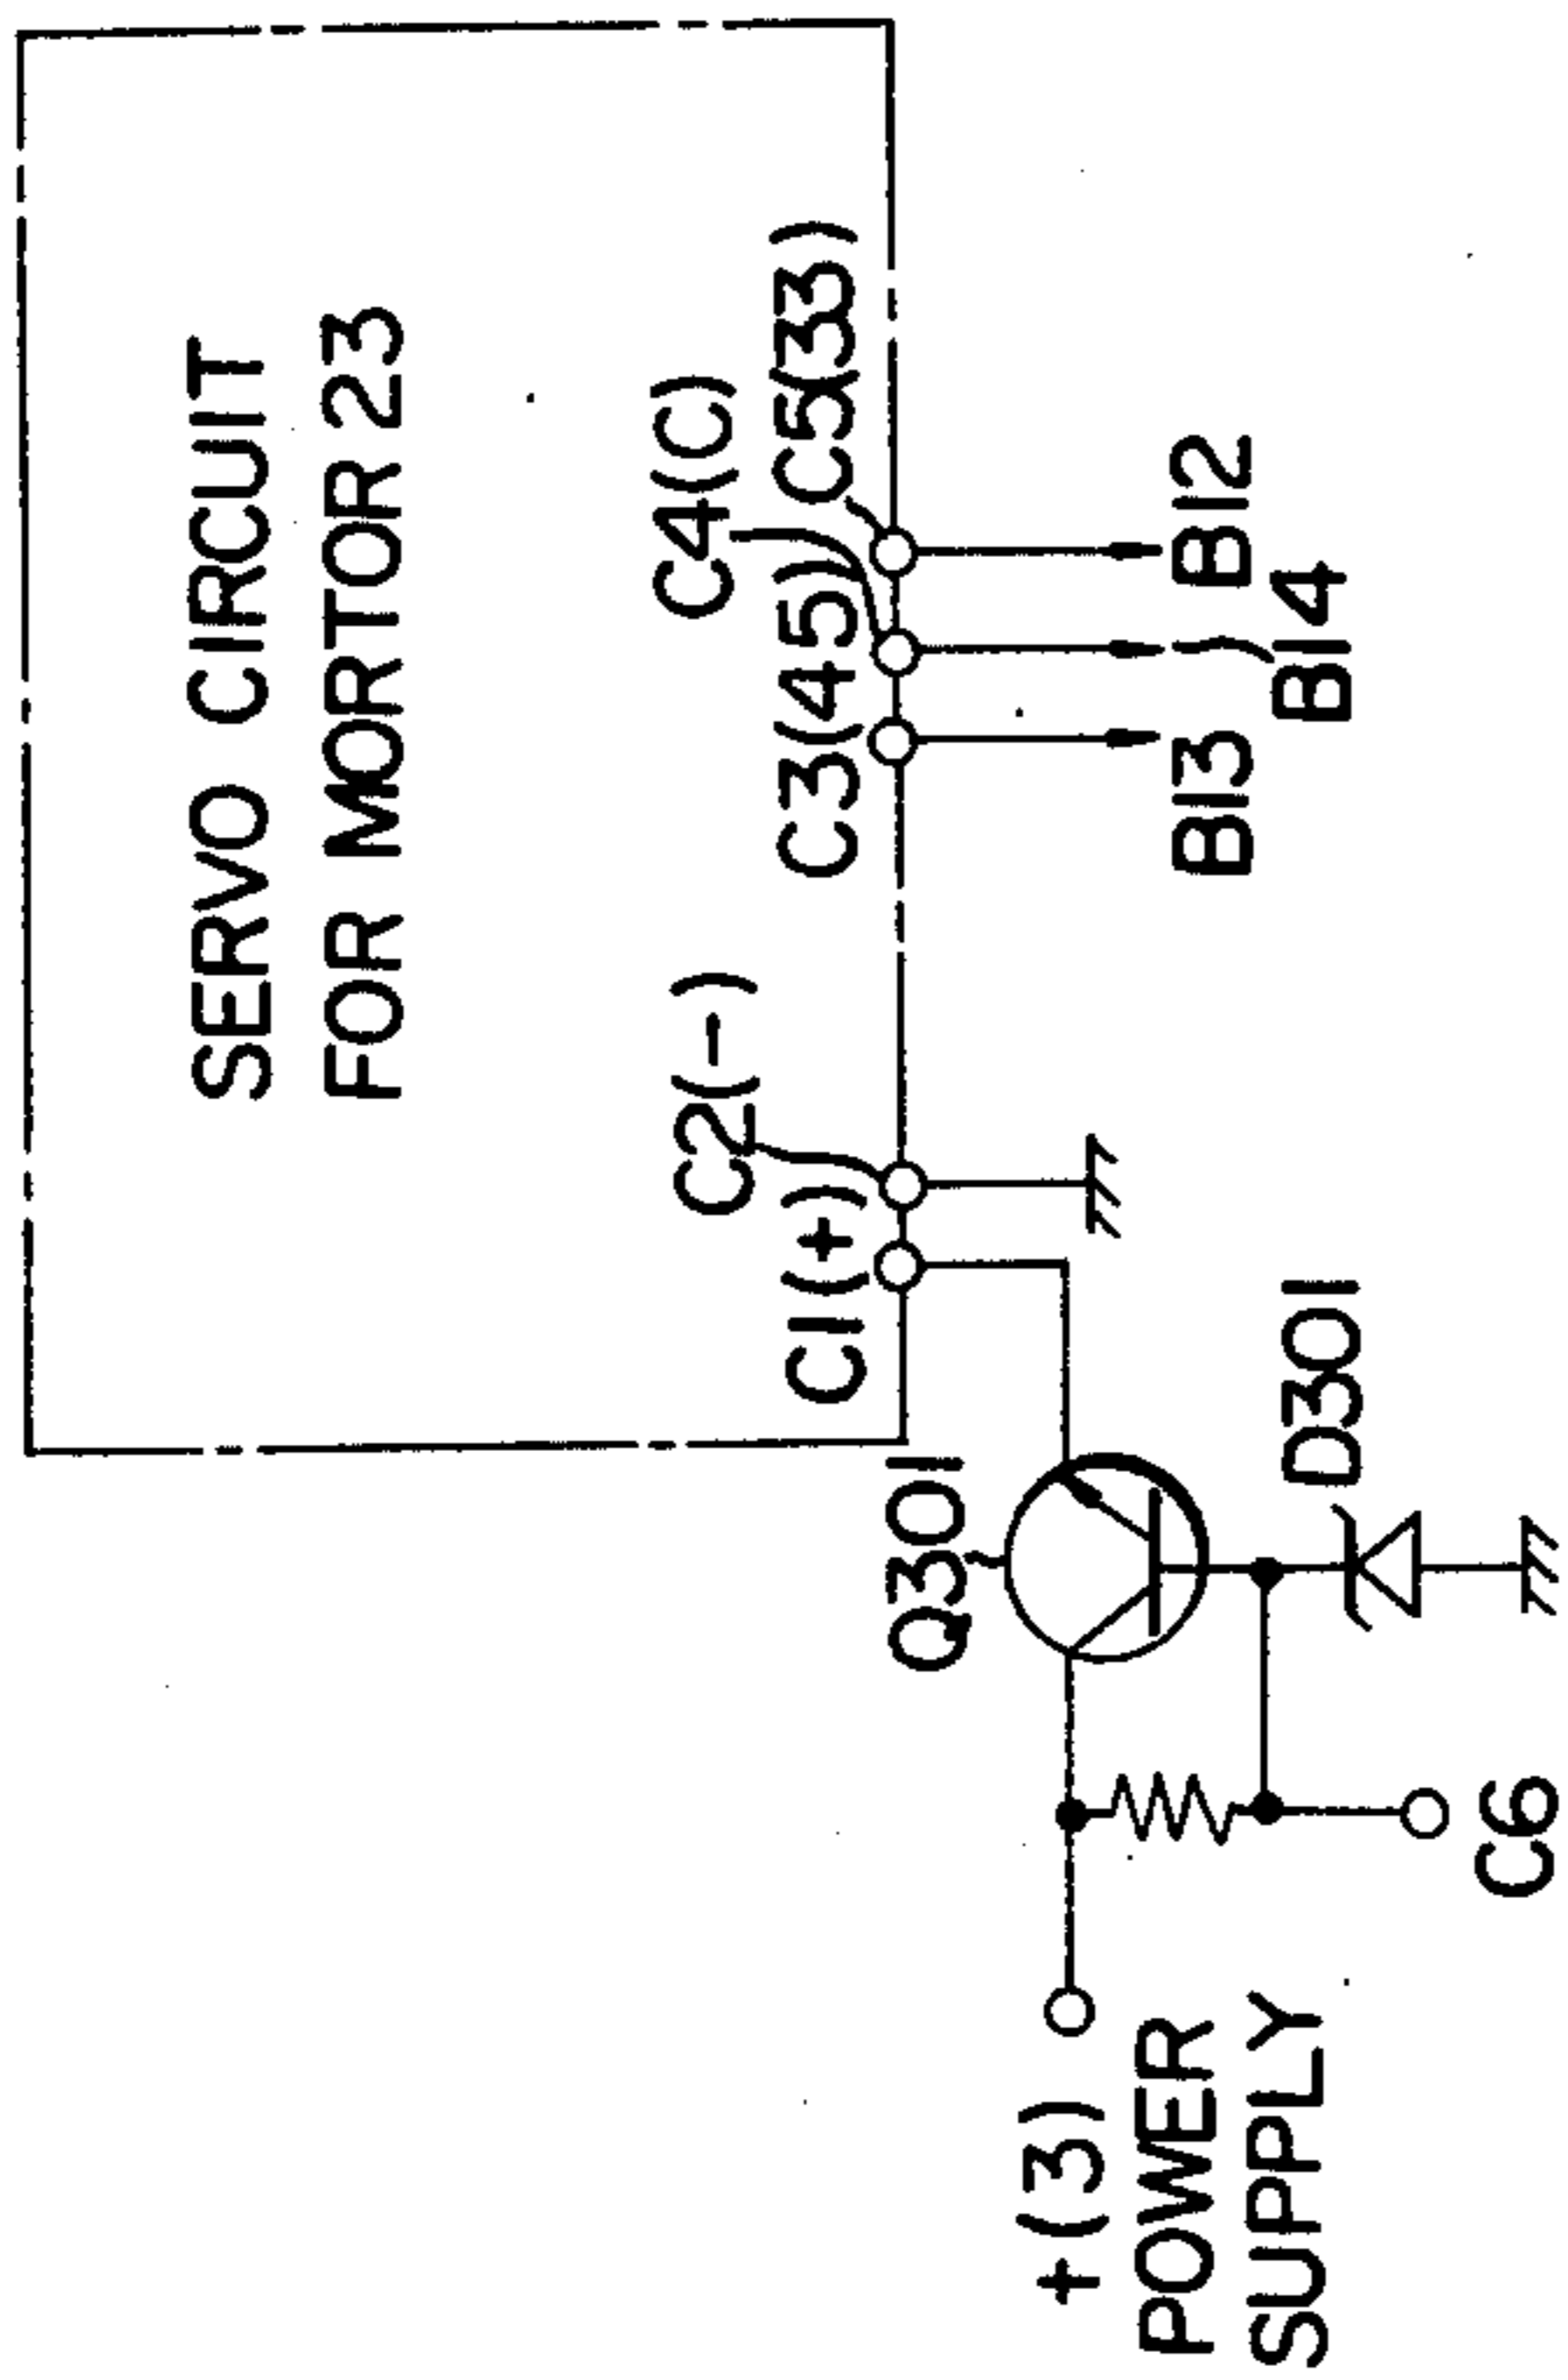 SERVO CIRCUIT
FOR MORTOR 23
C4(C)
C2(-)
C3(45)
C5(33)
C1(+)
Q301
+(3)
POWER
SUPPLY
B13
B12
B14
D301
C6